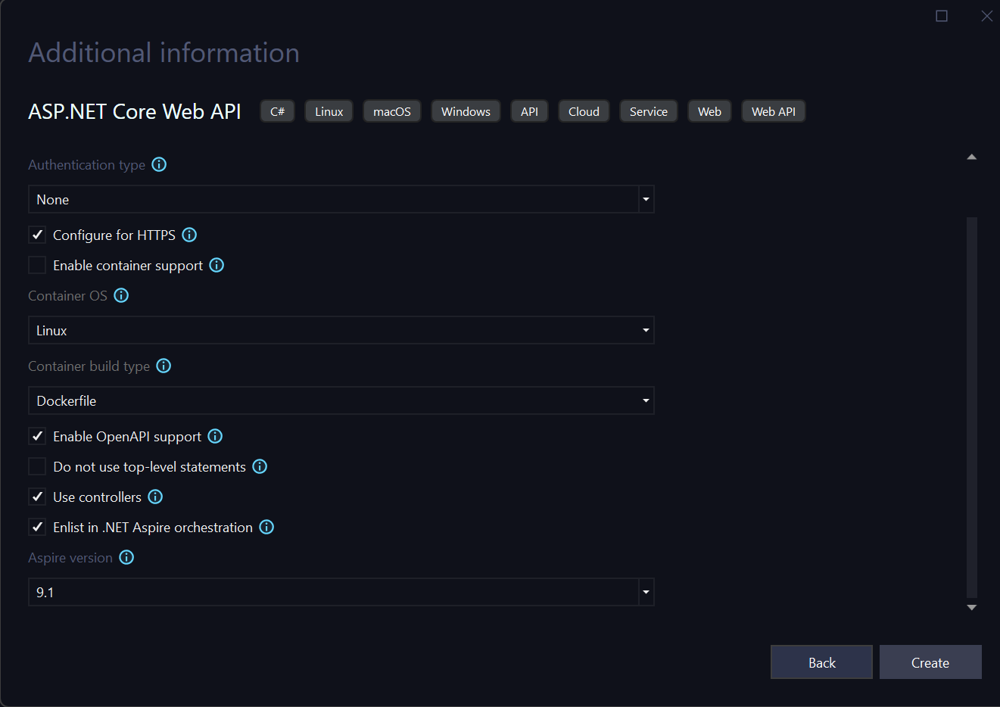 Additional information
ASP.NET Core Web API C# Linux macOS Windows API Cloud Service Web Web API
Authentication type
None
Configure for HTTPS
Enable container support
Container OS
Linux
Container build type
Dockerfile
Enable OpenAPI support
Do not use top-level statements
Use controllers
Enlist in .NET Aspire orchestration
Aspire version
9.1
Back Create